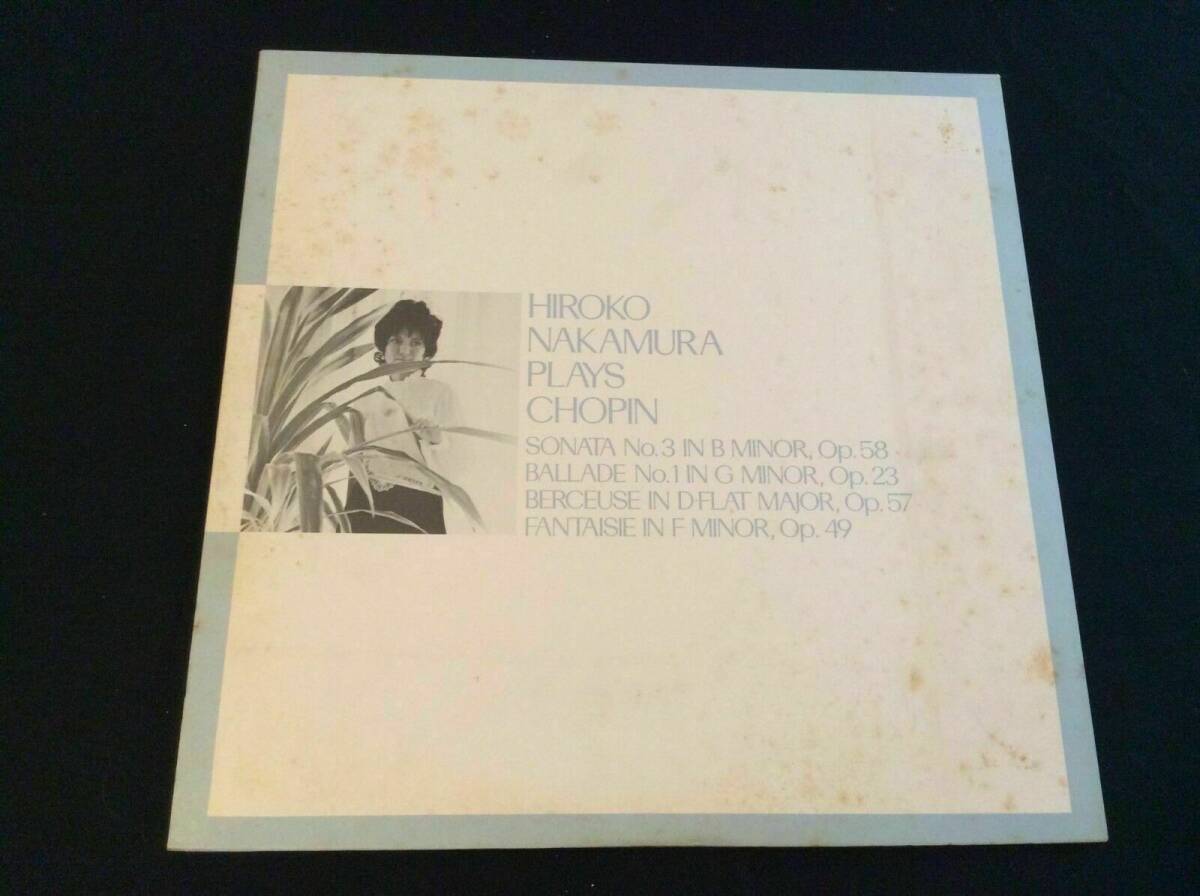 HIROKO
NAKAMURA
PLAYS
CHOPIN
SONATA No.3 IN B MINOR, Op.58
BALLADE No.1 IN G MINOR, Op.23
BERCEUSE IN D-FLAT MAJOR, Op.57
FANTAISIE IN F MINOR, Op.49